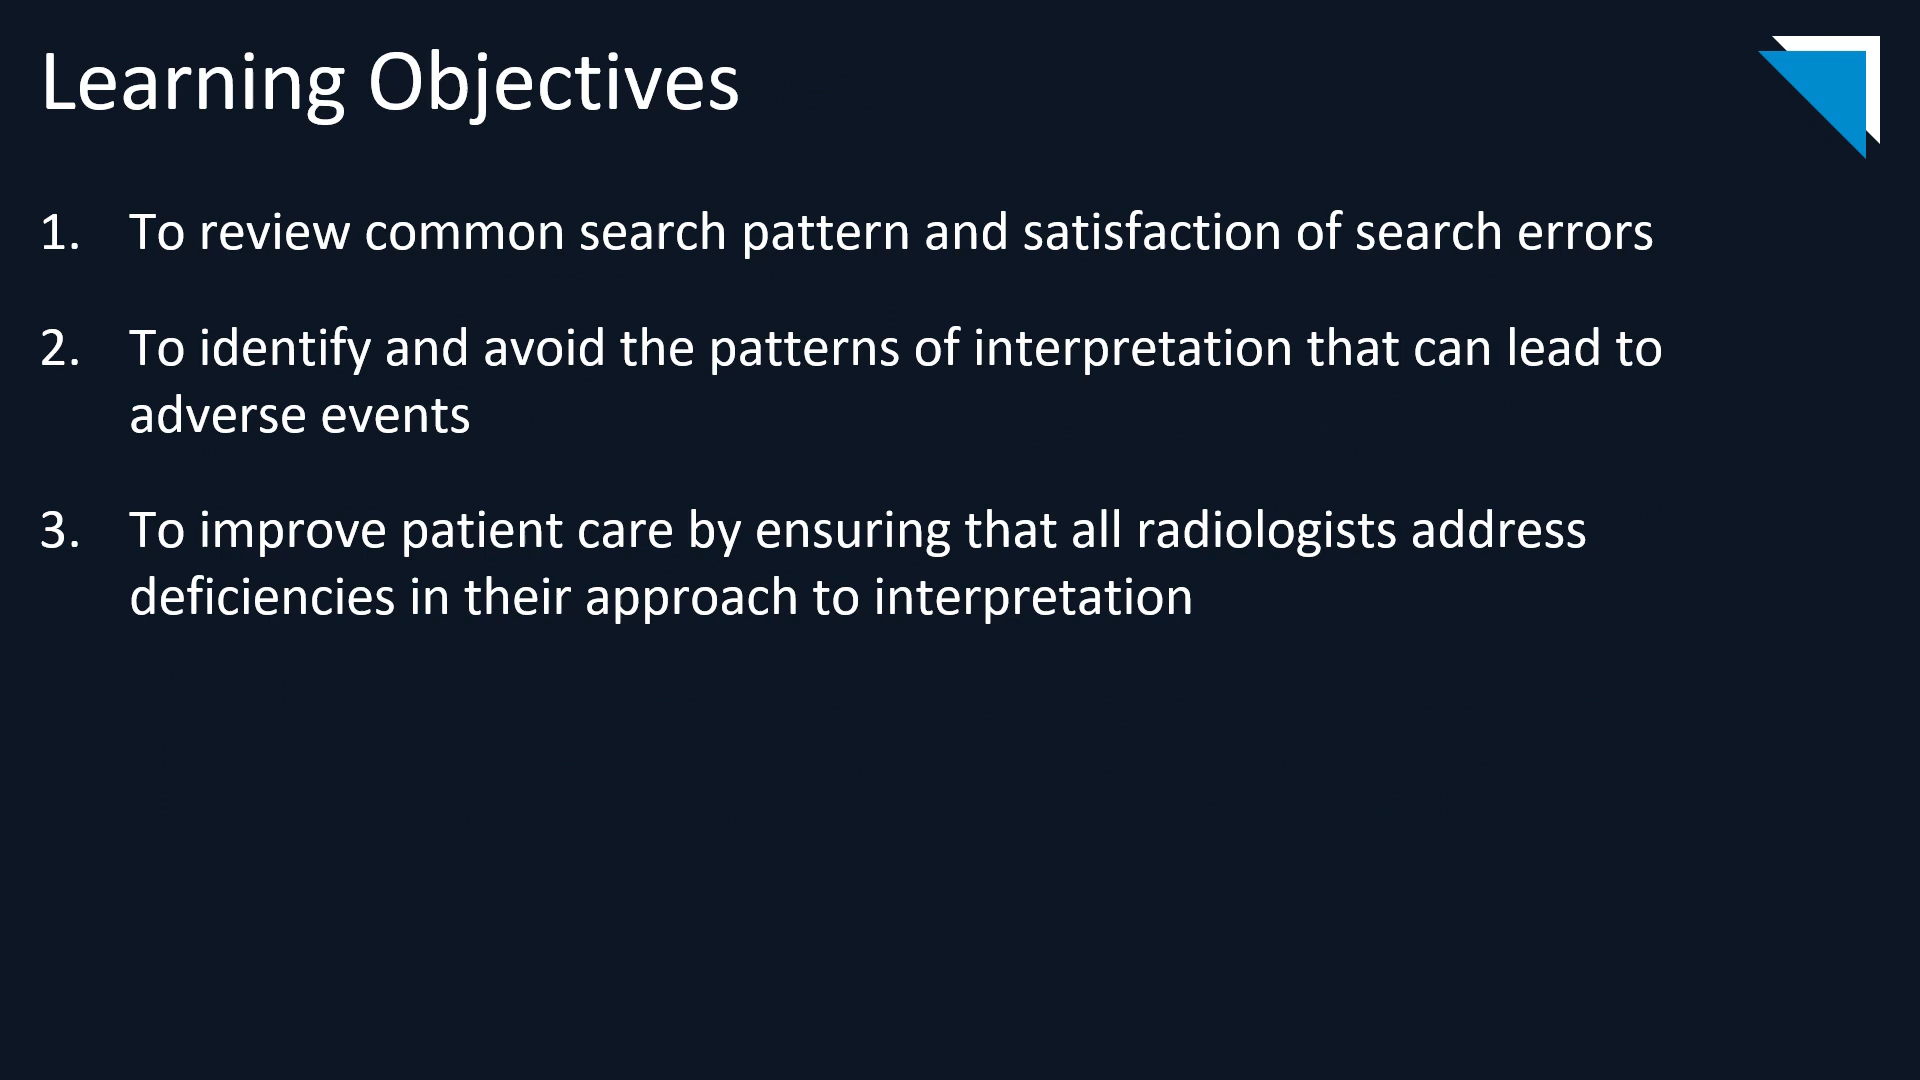 Learning Objectives
1. To review common search pattern and satisfaction of search errors
2. To identify and avoid the patterns of interpretation that can lead to
adverse events
3. To improve patient care by ensuring that all radiologists address
deficiencies in their approach to interpretation